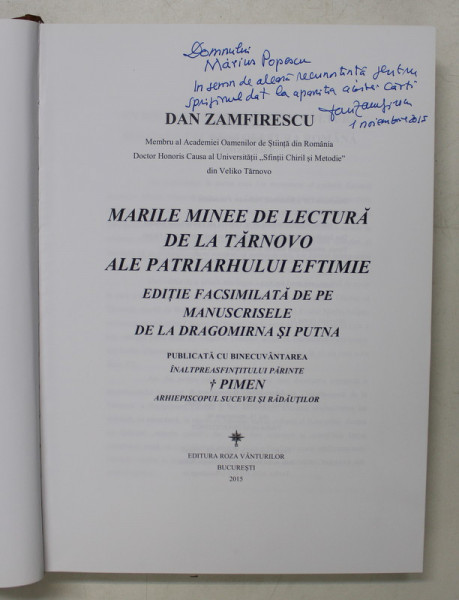 Domnului
Marius Popescu
In semn de aleasă recunoștință pentru
sprijinul dat la apariția acestei cărți
Dan Zamfirescu
1 noiembrie 2015
DAN ZAMFIRESCU
Membru al Academiei Oamenilor de Știință din România
Doctor Honoris Causa al Universității „Sfinții Chiril și Metodie”
din Veliko Tărnovo
MARILE MINEE DE LECTURĂ
DE LA TĂRNOVO
ALE PATRIARHULUI EFTIMIE
EDIȚIE FACSIMILATĂ DE PE
MANUSCRISELE
DE LA DRAGOMIRNA ȘI PUTNA
PUBLICATĂ CU BINECUVÂNTAREA
ÎNALTPREASFINȚITULUI PĂRINTE
† PIMEN
ARHIEPISCOPUL SUCEVEI ȘI RĂDĂUȚILOR
EDITURA ROZA VÂNTURILOR
BUCUREȘTI
2015